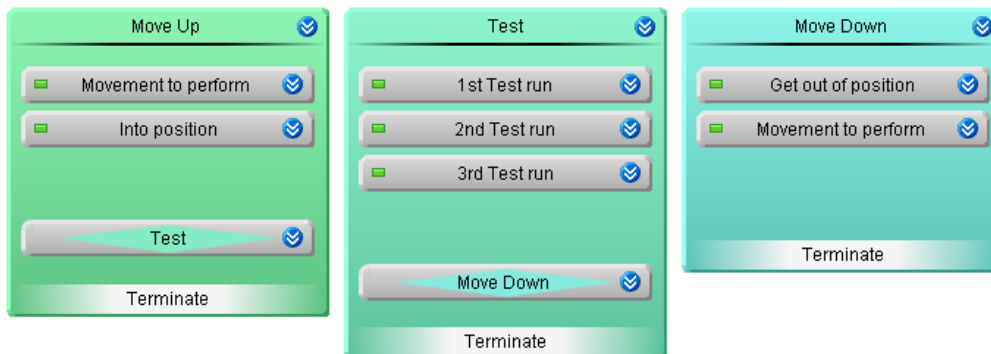 Move Up
Movement to perform
Into position
Test
Terminate
Test
1st Test run
2nd Test run
3rd Test run
Move Down
Terminate
Move Down
Get out of position
Movement to perform
Terminate